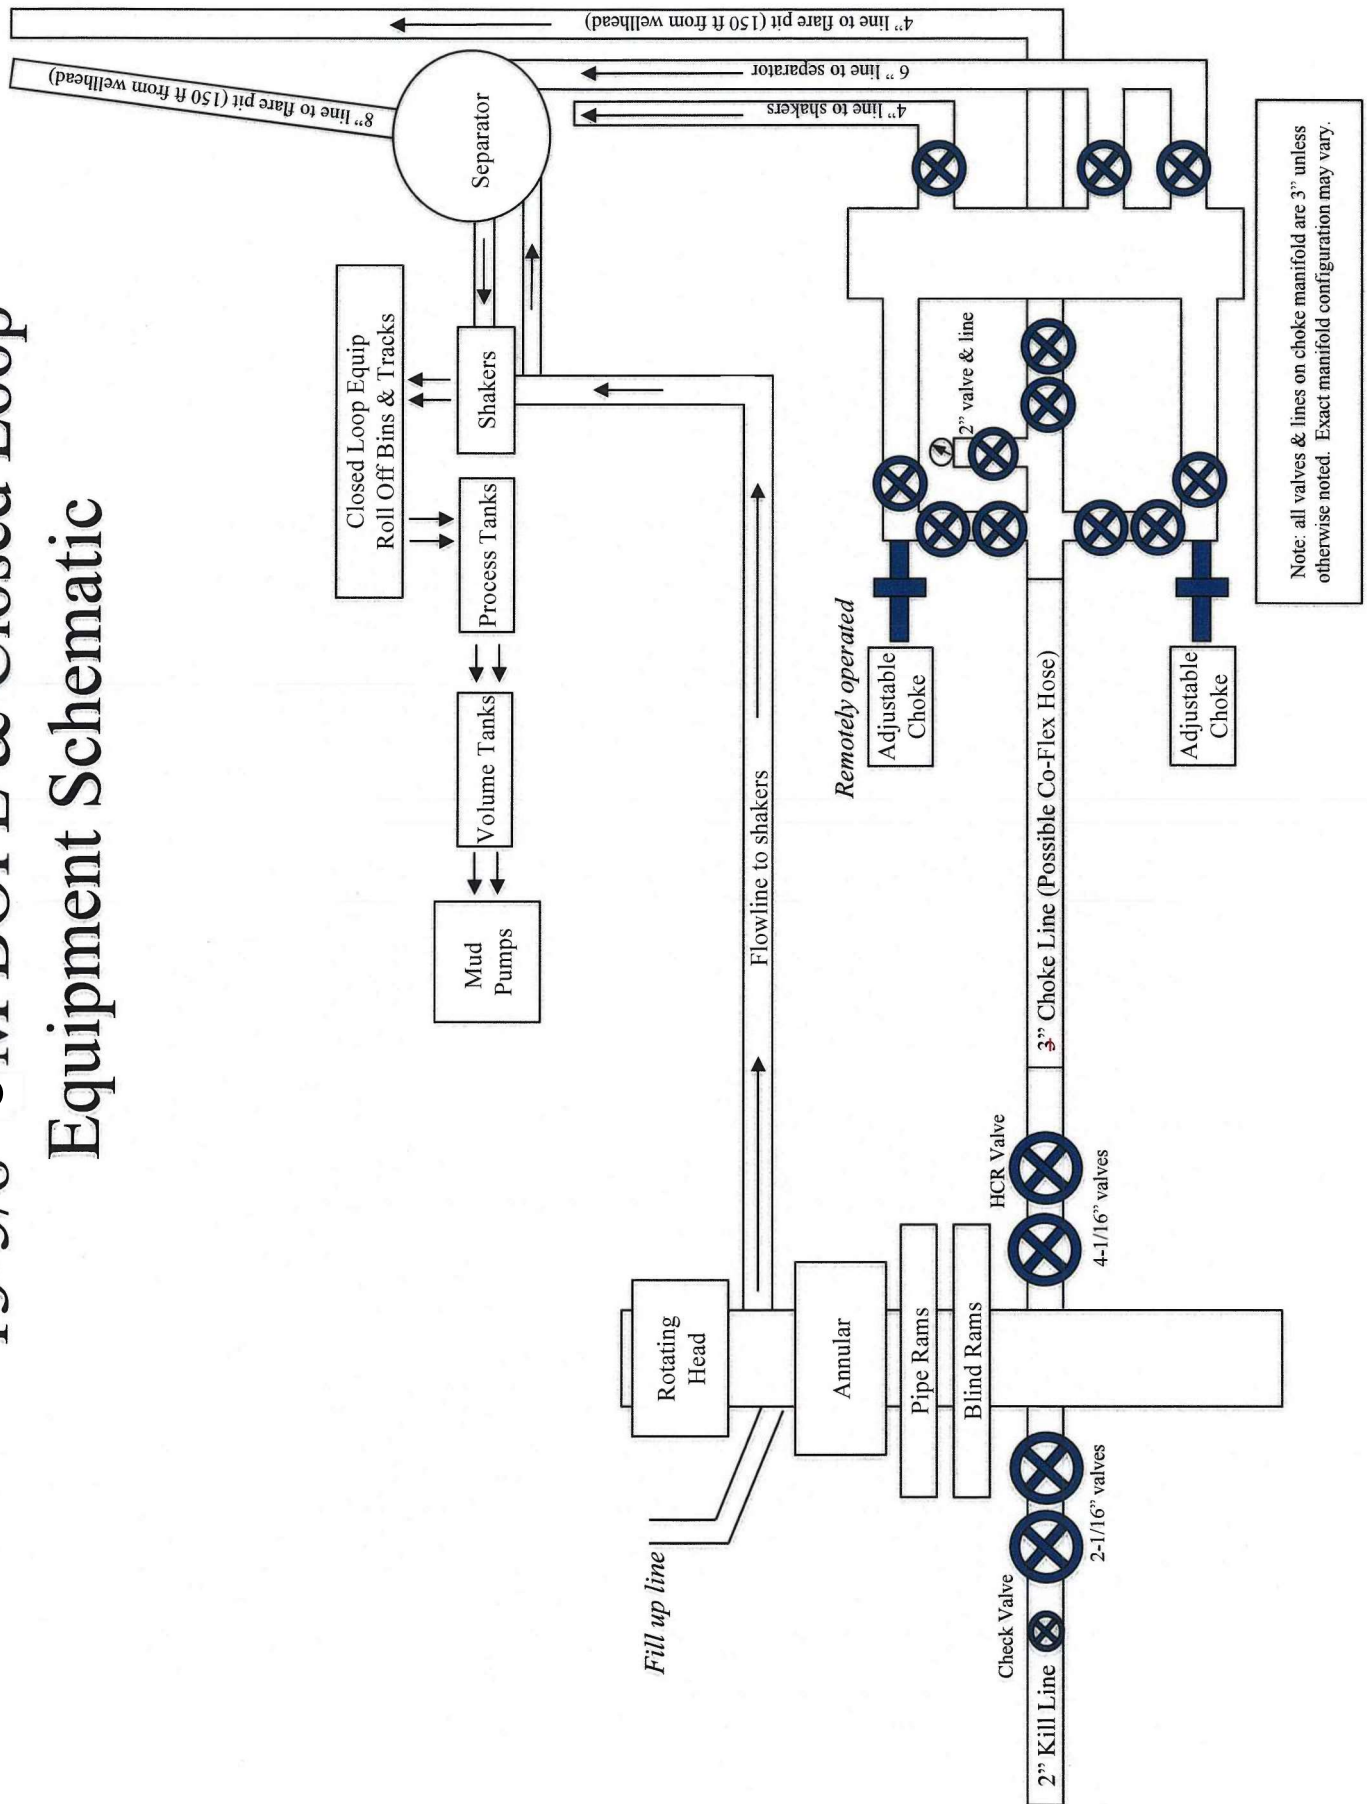 BOPE & Closed Loop
Equipment Schematic
Closed Loop Equip
Roll Off Bins & Tracks
Mud
Pumps
Volume Tanks
Process Tanks
Shakers
Separator
8” line to flare pit (150 ft from wellhead)
4” line to flare pit (150 ft from wellhead)
6” line to separator
4” line to shakers
Fill up line
Rotating
Head
Flowline to shakers
Annular
Pipe Rams
Blind Rams
Remotely operated
Adjustable
Choke
2” valve & line
Check Valve
HCR Valve
2” Kill Line
3” Choke Line (Possible Co-Flex Hose)
2-1/16” valves
4-1/16” valves
Adjustable
Choke
Note: all valves & lines on choke manifold are 3” unless
otherwise noted.  Exact manifold configuration may vary.